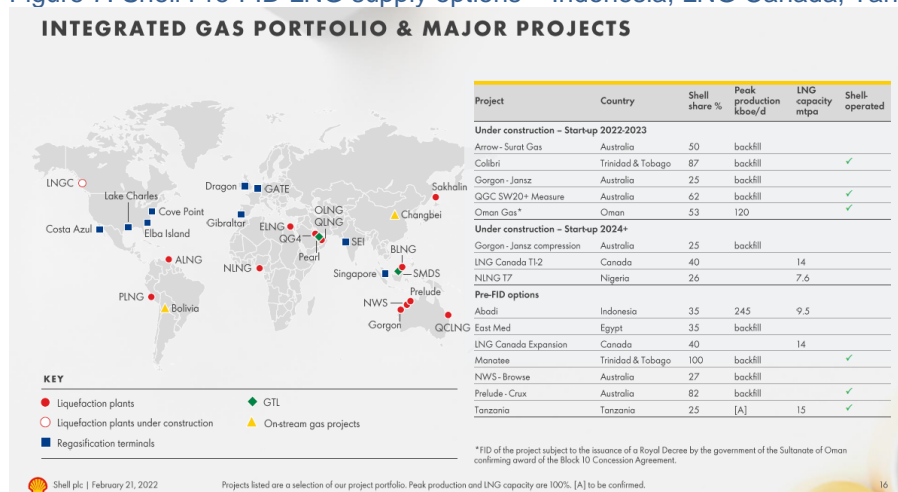 INTEGRATED GAS PORTFOLIO & MAJOR PROJECTS
LNGC
Lake Charles
Cove Point
Costa Azul
Elba Island
Dragon
GATE
Gibraltar
ELNG
OLNG
QLNG
QG4
Pearl
SEI
Sakhalin
Changbei
ALNG
NLNG
BLNG
Singapore
SMDS
PLNG
Bolivia
Prelude
NWS
Gorgon
QCLNG
KEY
Liquefaction plants
GTL
Liquefaction plants under construction
On-stream gas projects
Regasification terminals
Project Country Shell share % Peak production kboe/d LNG capacity mtpa Shell-operated
Under construction – Start-up 2022-2023
Arrow - Surat Gas Australia 50 backfill
Colibri Trinidad & Tobago 87 backfill ✓
Gorgon - Jansz Australia 25 backfill
QGC SW20+ Measure Australia 62 backfill ✓
Oman Gas* Oman 53 120 ✓
Under construction – Start-up 2024+
Gorgon - Jansz compression Australia 25 backfill
LNG Canada T1-2 Canada 40 14
NLNG T7 Nigeria 26 7.6
Pre-FID options
Abadi Indonesia 35 245 9.5
East Med Egypt 35 backfill
LNG Canada Expansion Canada 40 14
Manatee Trinidad & Tobago 100 backfill ✓
NWS - Browse Australia 27 backfill
Prelude - Crux Australia 82 backfill ✓
Tanzania Tanzania 25 [A] 15 ✓
*FID of the project subject to the issuance of a Royal Decree by the government of the Sultanate of Oman
confirming award of the Block 10 Concession Agreement.
Shell plc | February 21, 2022
Projects listed are a selection of our project portfolio. Peak production and LNG capacity are 100%. [A] to be confirmed.
16